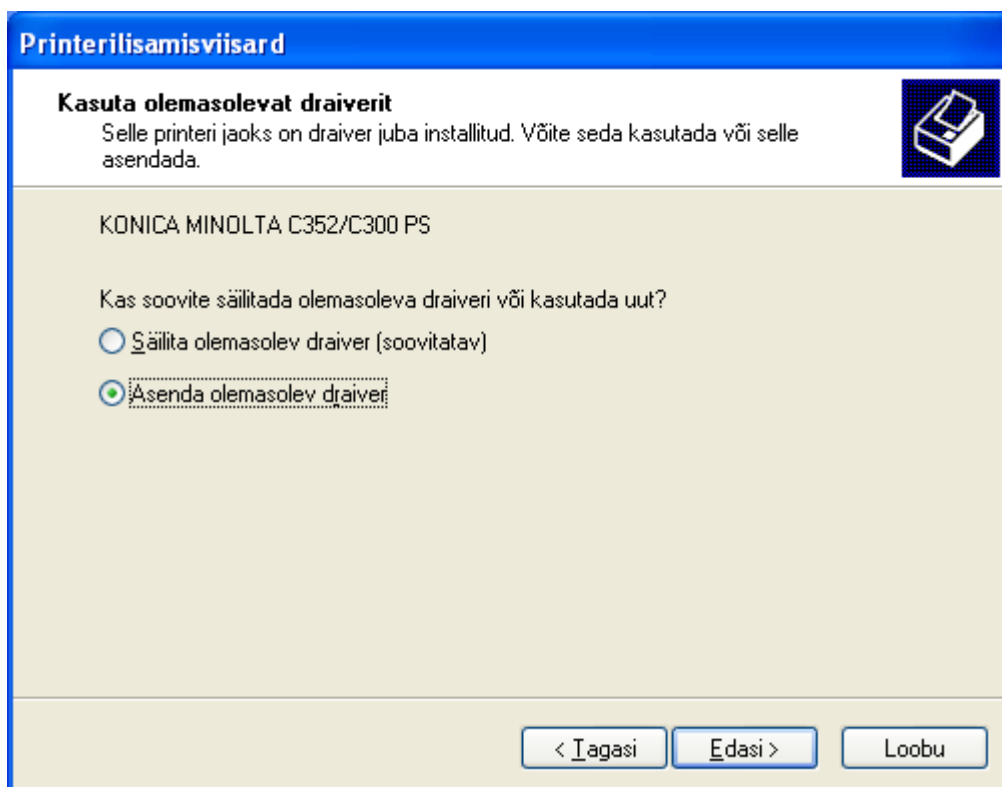 Printerilisamisviisard
Kasuta olemasolevat draiverit
Selle printeri jaoks on draiver juba installitud. Võite seda kasutada või selle
asendada.
KONICA MINOLTA C352/C300 PS
Kas soovite säilitada olemasoleva draiveri või kasutada uut?
Säilita olemasolev draiver (soovitatav)
Asenda olemasolev draiver
< Tagasi Edasi > Loobu